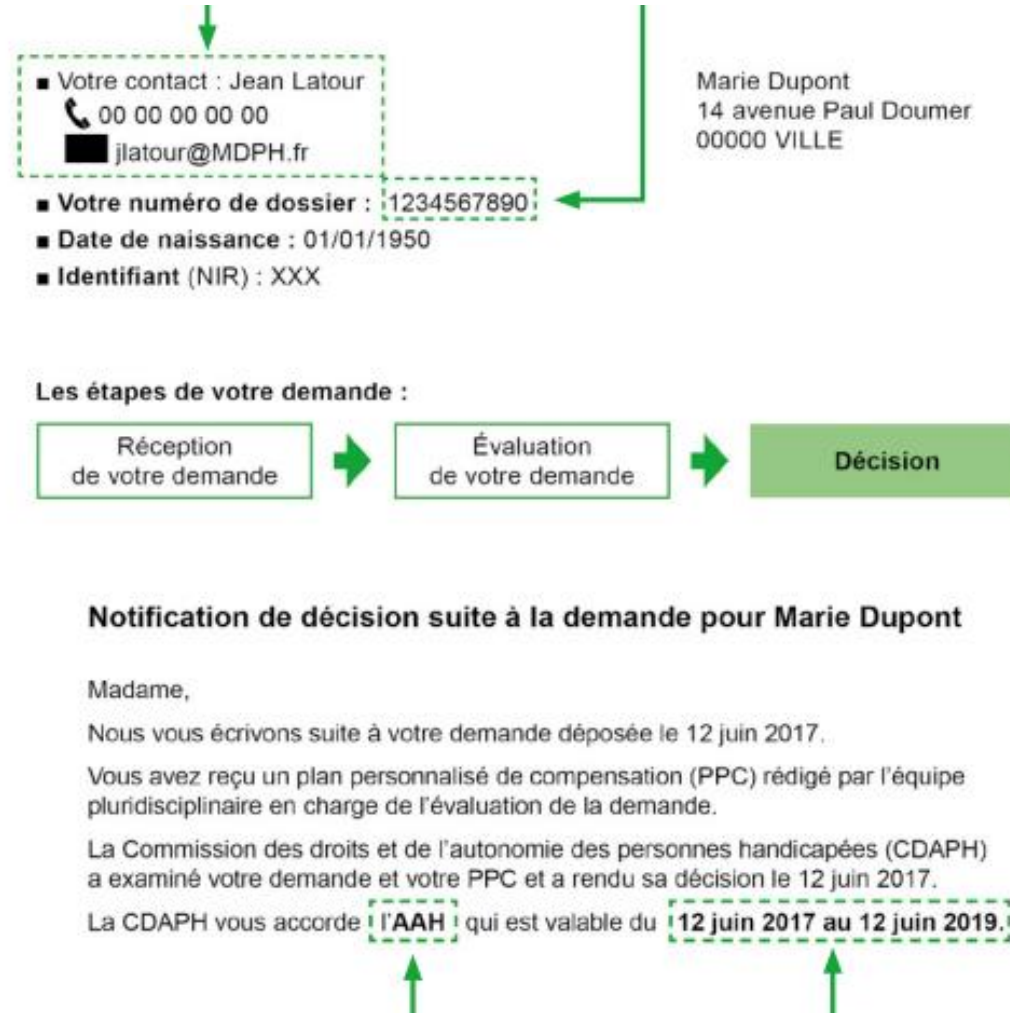 ■ Votre contact : Jean Latour
00 00 00 00 00
jlatour@MDPH.fr
Marie Dupont
14 avenue Paul Doumer
00000 VILLE
■ Votre numéro de dossier : 1234567890
■ Date de naissance : 01/01/1950
■ Identifiant (NIR) : XXX
Les étapes de votre demande :
Réception
de votre demande
Évaluation
de votre demande
Décision
Notification de décision suite à la demande pour Marie Dupont
Madame,
Nous vous écrivons suite à votre demande déposée le 12 juin 2017.
Vous avez reçu un plan personnalisé de compensation (PPC) rédigé par l'équipe
pluridisciplinaire en charge de l'évaluation de la demande.
La Commission des droits et de l'autonomie des personnes handicapées (CDAPH)
a examiné votre demande et votre PPC et a rendu sa décision le 12 juin 2017.
La CDAPH vous accorde l'AAH qui est valable du 12 juin 2017 au 12 juin 2019.